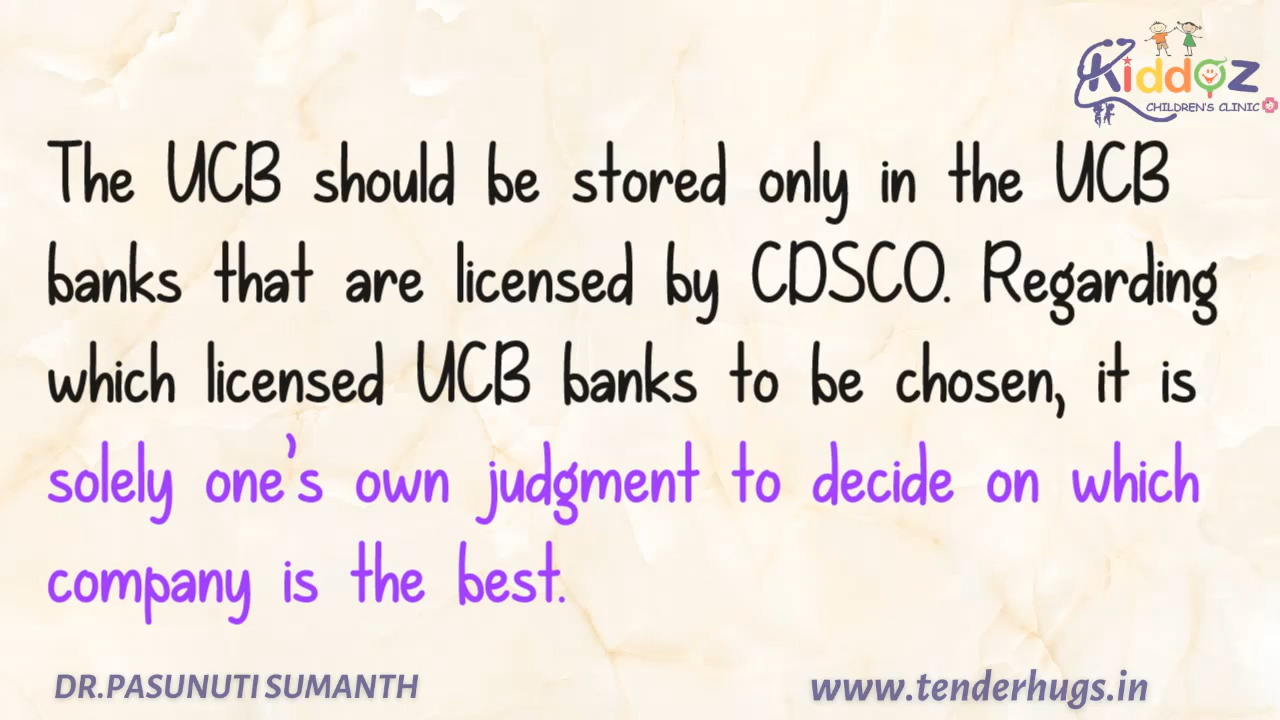 Kiddoz
CHILDREN'S CLINIC
The UCB should be stored only in the UCB
banks that are licensed by CDSCO. Regarding
which licensed UCB banks to be chosen, it is
solely one's own judgment to decide on which
company is the best.
DR.PASUNUTI SUMANTH
www.tenderhugs.in